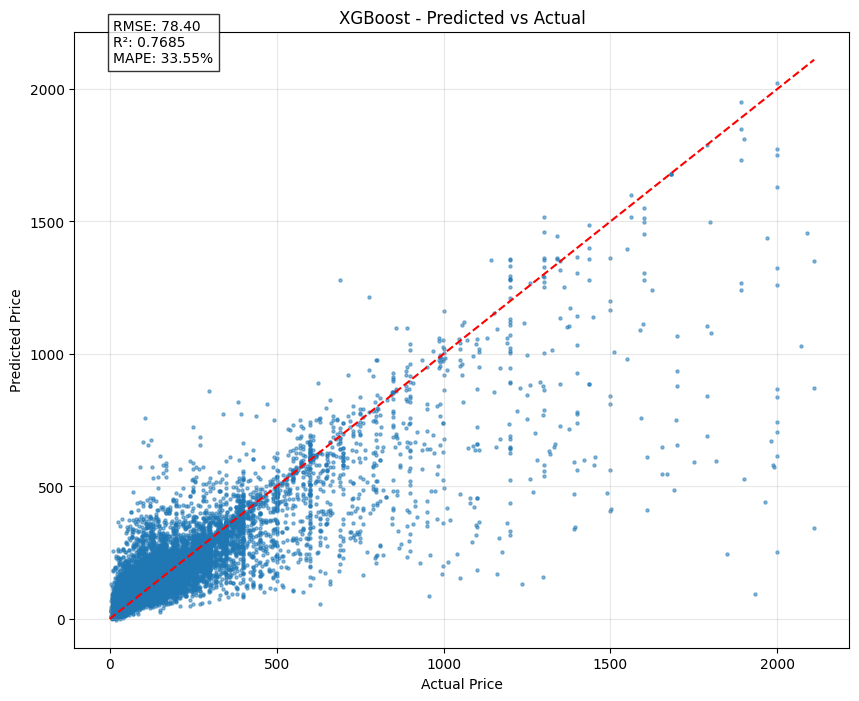 XGBoost - Predicted vs Actual
RMSE: 78.40
R²: 0.7685
MAPE: 33.55%
Predicted Price
2000
1500
1000
500
0
0 500 1000 1500 2000
Actual Price